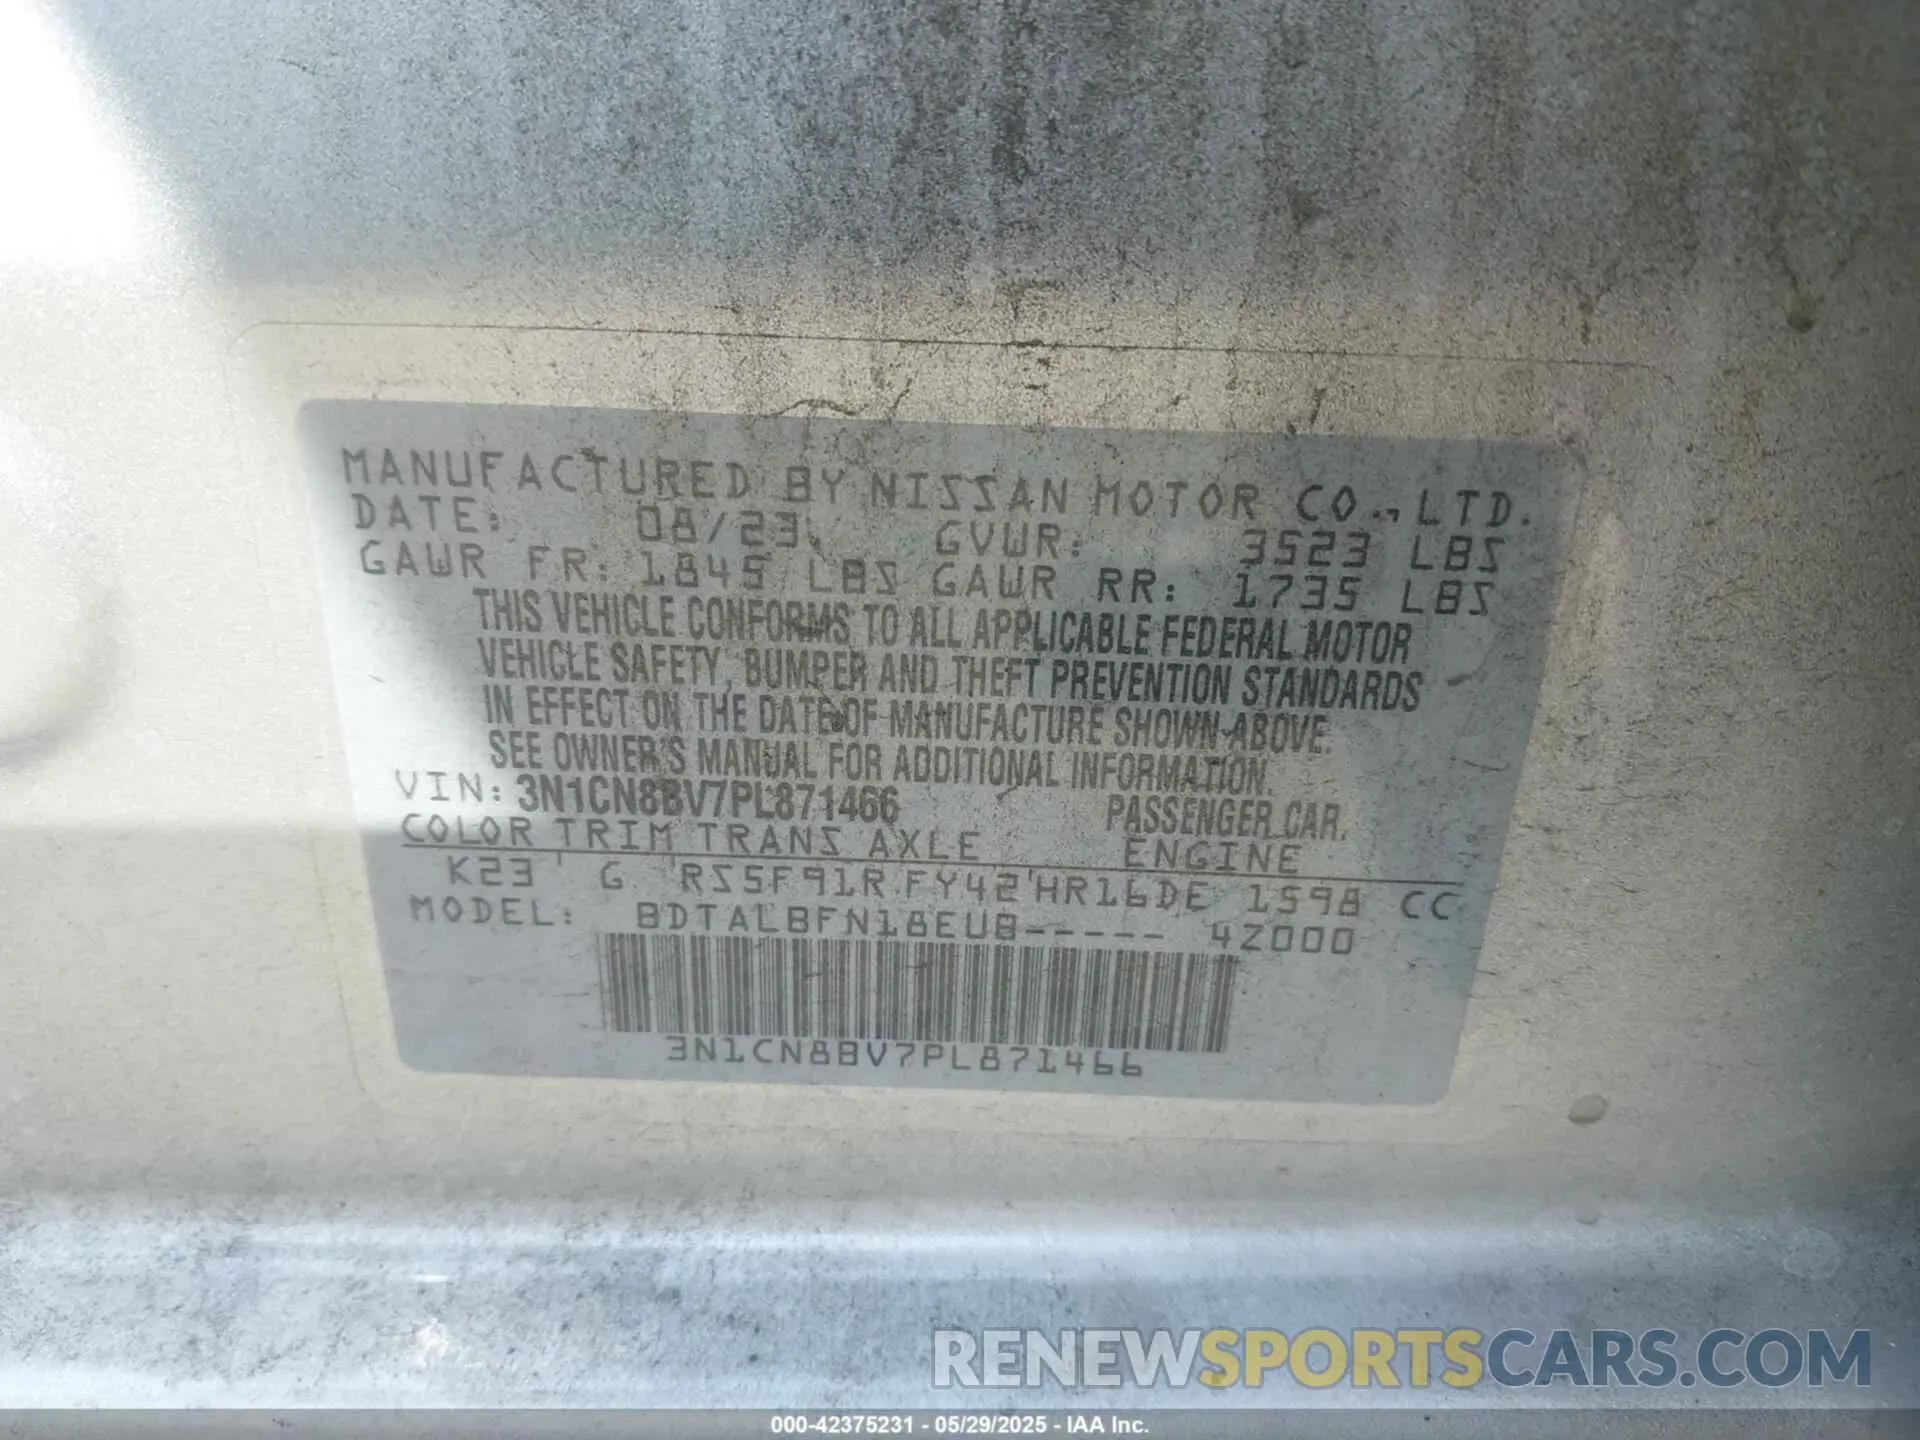 MANUFACTURED BY NISSAN MOTOR CO., LTD.
DATE: 08/23 GVWR: 3523 LBS
GAWR FR: 1845 LBS GAWR RR: 1735 LBS
THIS VEHICLE CONFORMS TO ALL APPLICABLE FEDERAL MOTOR
VEHICLE SAFETY, BUMPER AND THEFT PREVENTION STANDARDS
IN EFFECT ON THE DATE OF MANUFACTURE SHOWN ABOVE.
SEE OWNER'S MANUAL FOR ADDITIONAL INFORMATION.
VIN: 3N1CN8BV7PL871466 PASSENGER CAR.
COLOR TRIM TRANS AXLE ENGINE
K23 G RS5F91R FY42 HR16DE 1598 CC
MODEL: BDTALBFN18EUB----- 4Z000
3N1CN8BV7PL871466
RENEWSPORTSCARS.COM
000-42375231 - 05/29/2025 - IAA Inc.